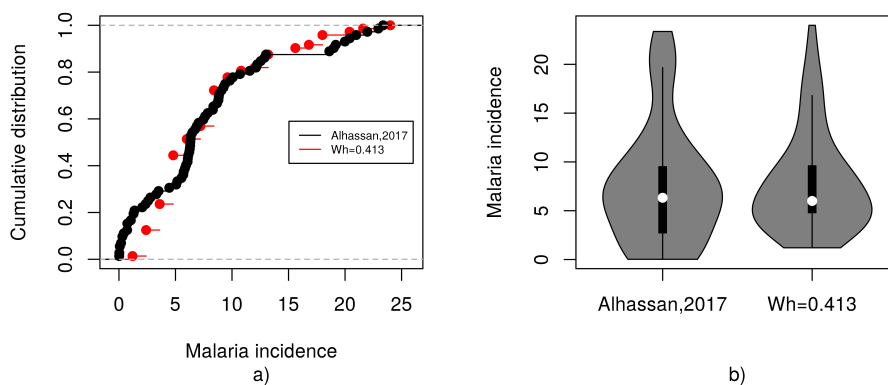 Cumulative distribution
1.0
0.8
0.6
0.4
0.2
0.0
Alhassan,2017
Wh=0.413
0 5 10 15 20 25
Malaria incidence
a)
Malaria incidence
20
15
10
5
0
Alhassan,2017 Wh=0.413
b)